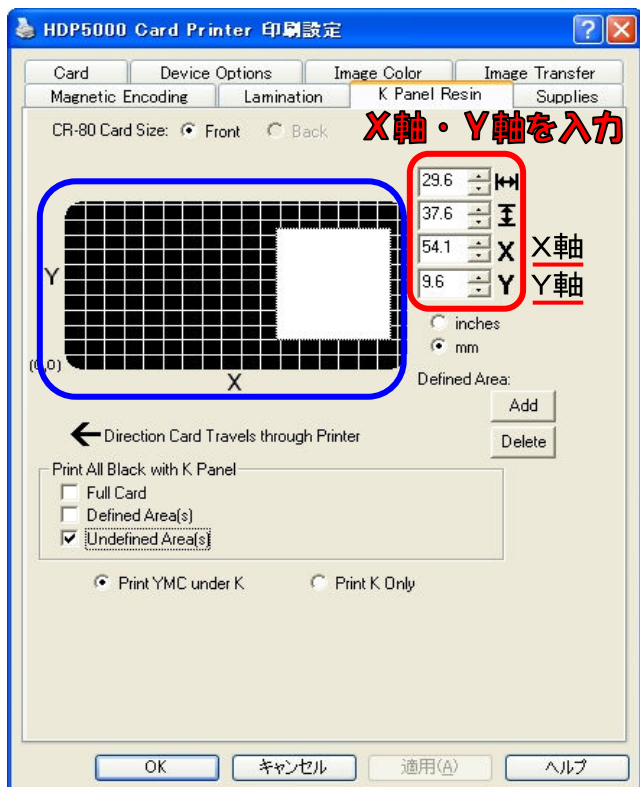 HDP5000 Card Printer 印刷設定
Card Device Options Image Color Image Transfer
Magnetic Encoding Lamination K Panel Resin Supplies
CR-80 Card Size: Front Back
X軸・Y軸を入力
29.6
37.6
54.1 X X軸
9.6 Y Y軸
Y
inches
mm
(0,0)
X
Defined Area:
Add
Direction Card Travels through Printer
Delete
Print All Black with K Panel
Full Card
Defined Area(s)
Undefined Area(s)
Print YMC under K Print K Only
OK キャンセル 適用(A) ヘルプ